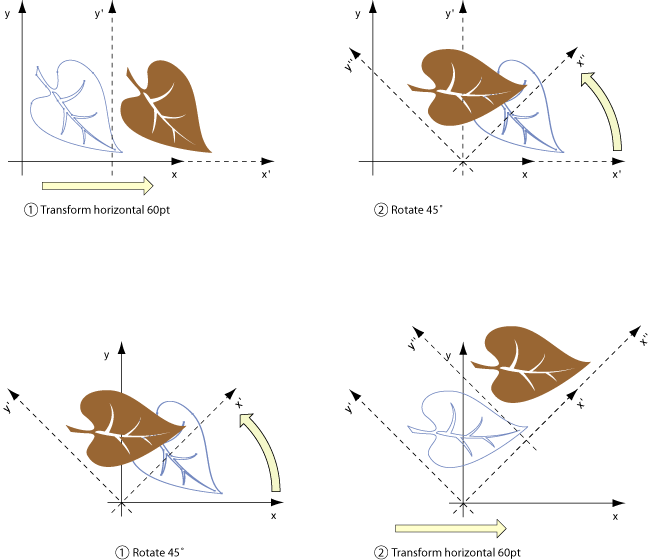 y
y'
x
x'
① Transform horizontal 60pt
y
y'
y''
x''
x
x'
② Rotate 45˚
y
y'
x'
x
① Rotate 45˚
y''
y
x''
y'
x'
x
② Transform horizontal 60pt